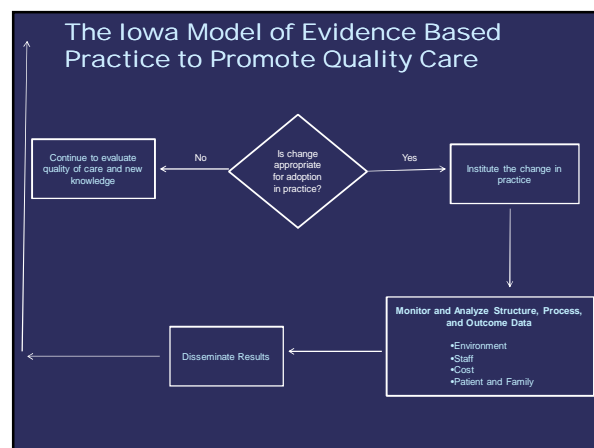 The Iowa Model of Evidence Based
Practice to Promote Quality Care
Continue to evaluate
quality of care and new
knowledge
No
Is change
appropriate
for adoption
in practice?
Yes
Institute the change in
practice
Monitor and Analyze Structure, Process,
and Outcome Data
•Environment
•Staff
•Cost
•Patient and Family
Disseminate Results